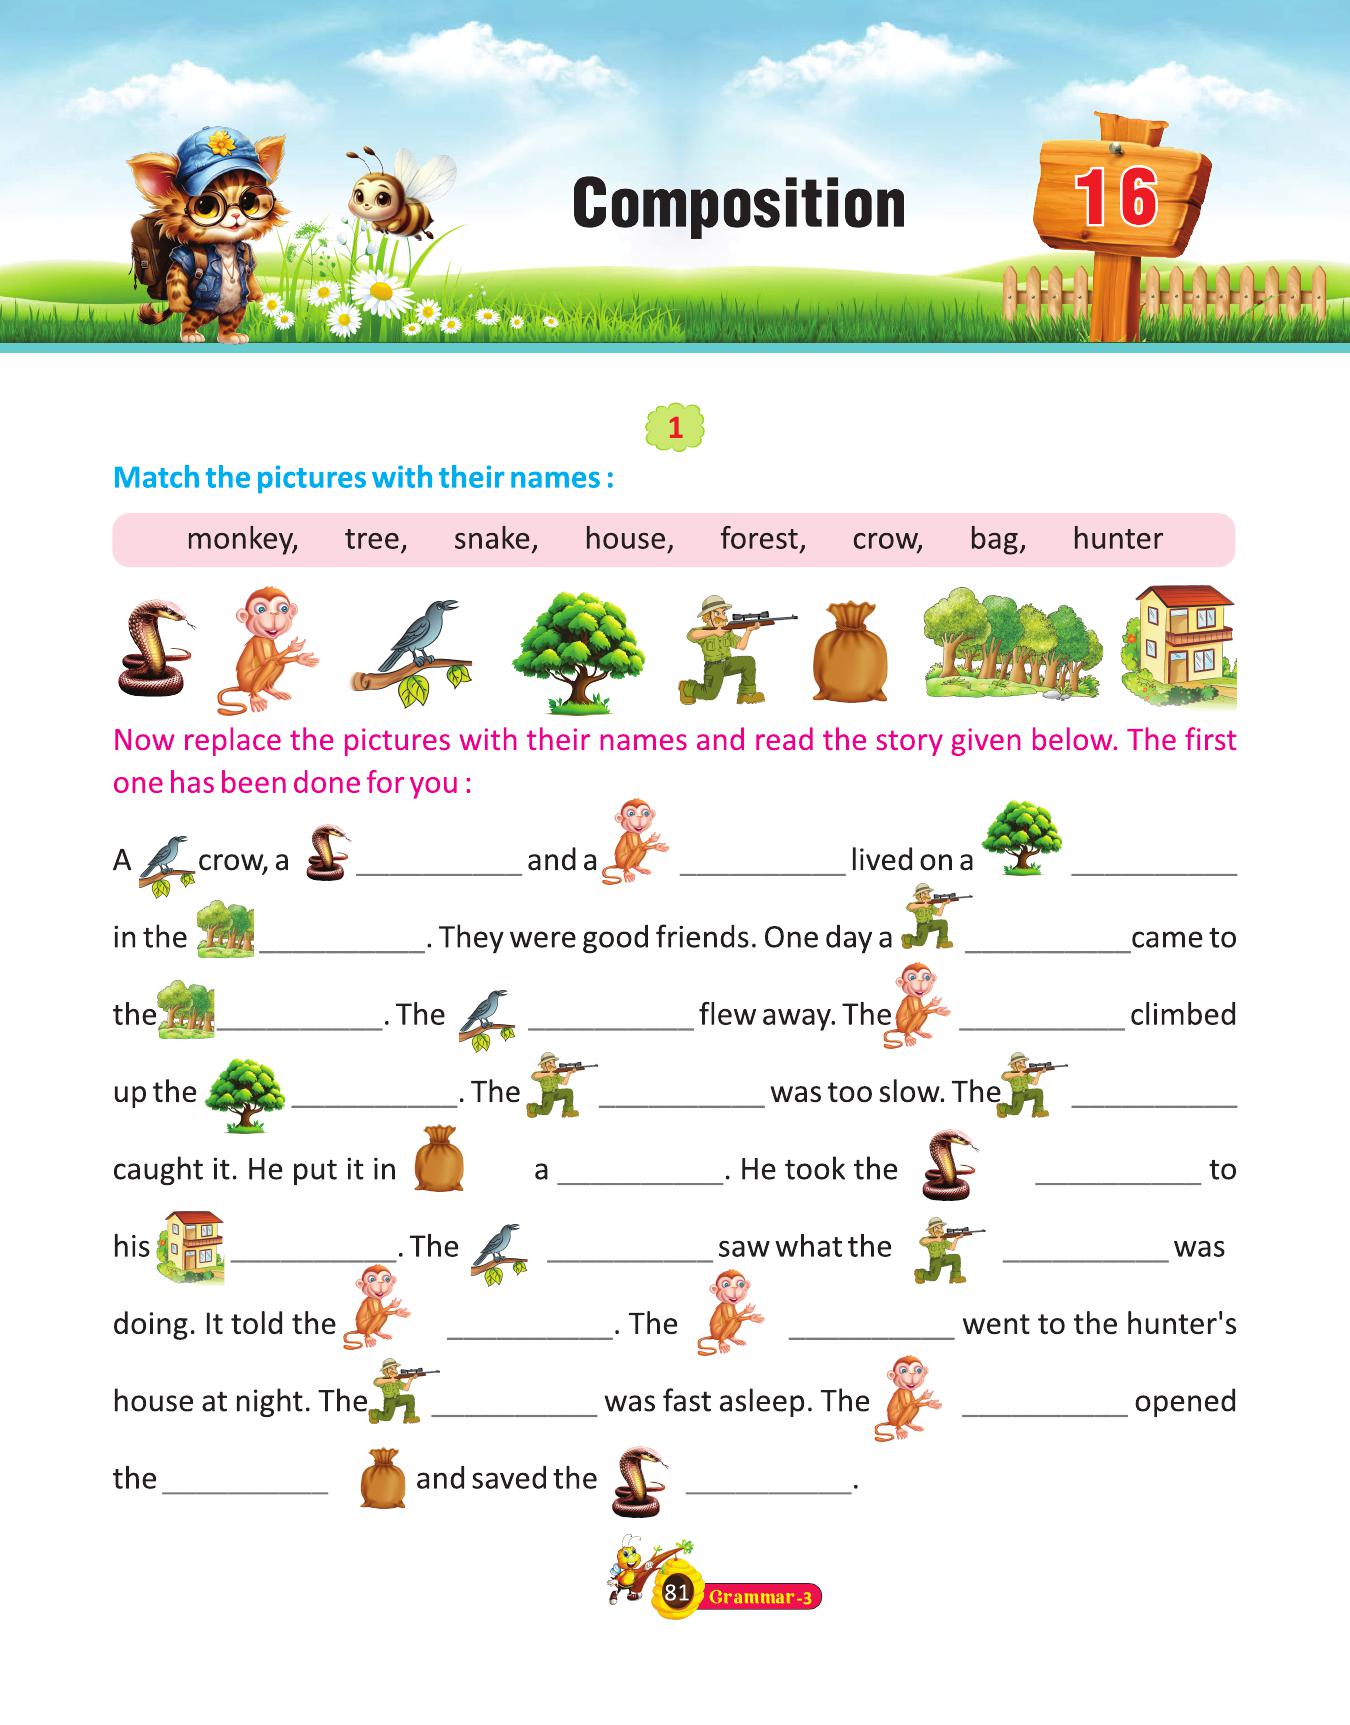 Composition
16
1
Match the pictures with their names :
monkey, tree, snake, house, forest, crow, bag, hunter
Now replace the pictures with their names and read the story given below. The first
one has been done for you :
A crow, a __________ and a __________ lived on a __________
in the __________. They were good friends. One day a __________came to
the __________. The __________ flew away. The __________ climbed
up the __________. The __________ was too slow. The __________
caught it. He put it in a __________. He took the __________ to
his __________. The __________ saw what the __________ was
doing. It told the __________. The __________ went to the hunter's
house at night. The __________ was fast asleep. The __________ opened
the __________ and saved the __________.
81 Grammar-3